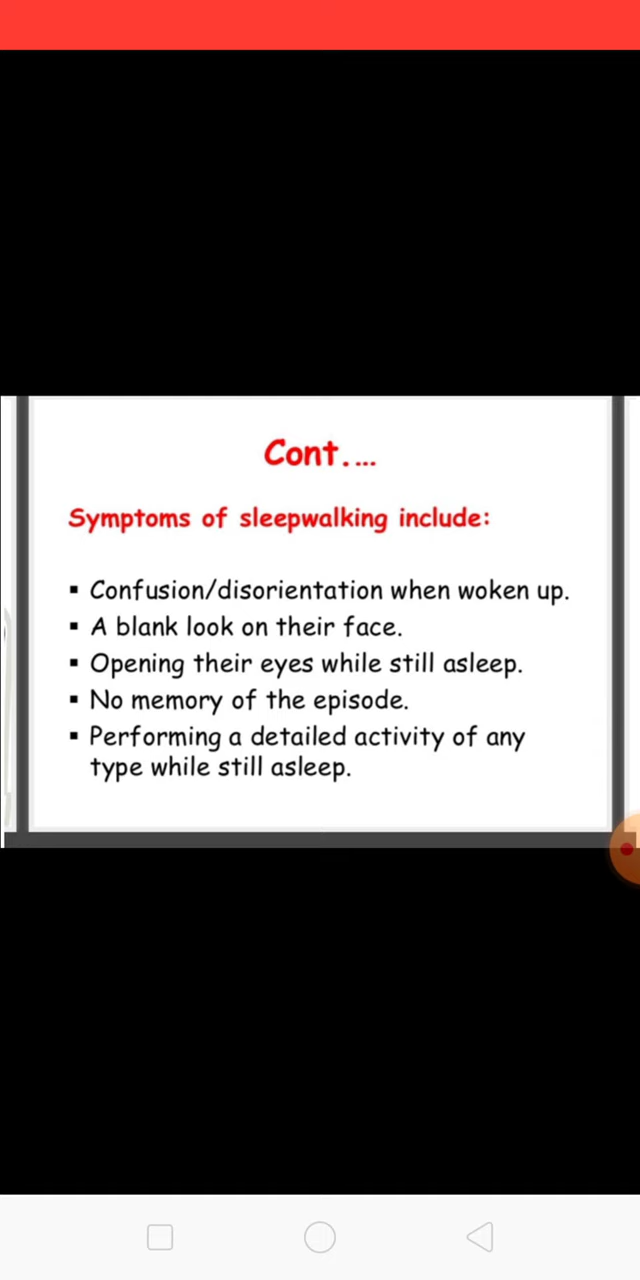 Cont....
Symptoms of sleepwalking include:
▪ Confusion/disorientation when woken up.
▪ A blank look on their face.
▪ Opening their eyes while still asleep.
▪ No memory of the episode.
▪ Performing a detailed activity of any
type while still asleep.